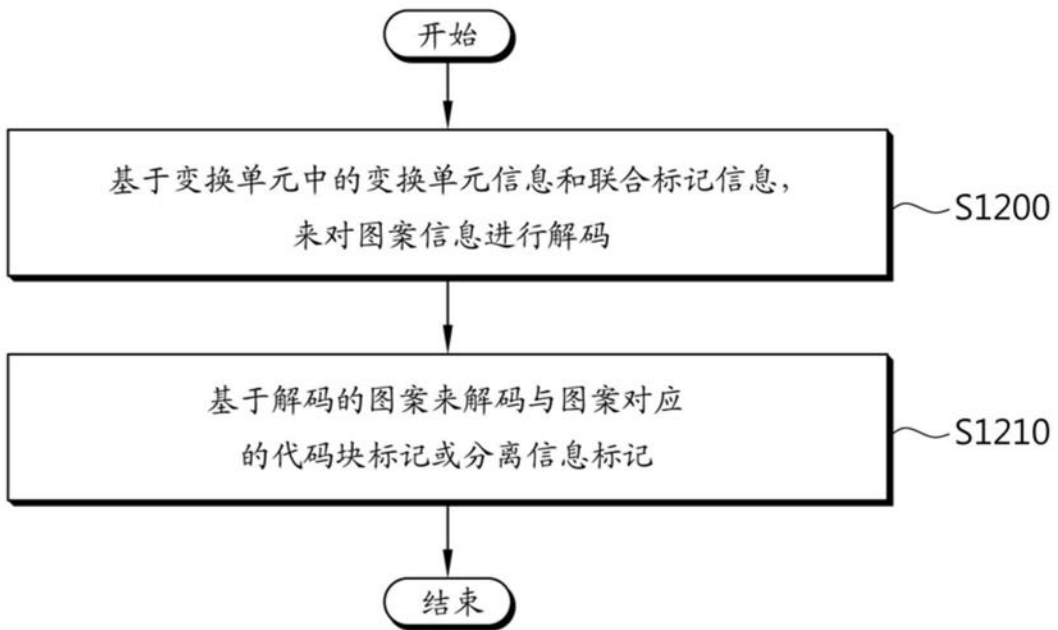 开始
基于变换单元中的变换单元信息和联合标记信息，
来对图案信息进行解码
S1200
基于解码的图案来解码与图案对应
的代码块标记或分离信息标记
S1210
结束